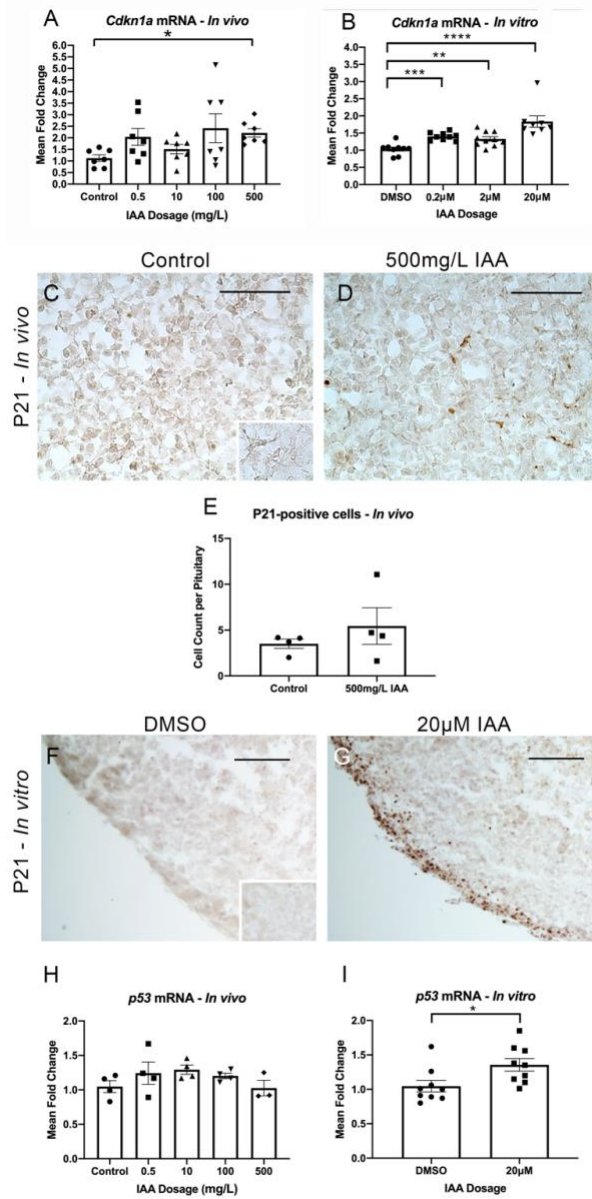 A
Cdkn1a mRNA - In vivo
*
Mean Fold Change
6.0
5.5
5.0
4.5
4.0
3.5
3.0
2.5
2.0
1.5
1.0
0.5
0.0
Control 0.5 10 100 500
IAA Dosage (mg/L)
B
Cdkn1a mRNA - In vitro
****
**
***
Mean Fold Change
4.0
3.5
3.0
2.5
2.0
1.5
1.0
0.5
0.0
DMSO 0.2µM 2µM 20µM
IAA Dosage
Control 500mg/L IAA
P21 - In vivo
C D
E
P21-positive cells - In vivo
Cell Count per Pituitary
15
10
5
0
Control 500mg/L IAA
DMSO 20µM IAA
P21 - In vitro
F G
H
p53 mRNA - In vivo
Mean Fold Change
2.0
1.5
1.0
0.5
0.0
Control 0.5 10 100 500
IAA Dosage (mg/L)
I
p53 mRNA - In vitro
*
Mean Fold Change
2.0
1.5
1.0
0.5
0.0
DMSO 20µM
IAA Dosage